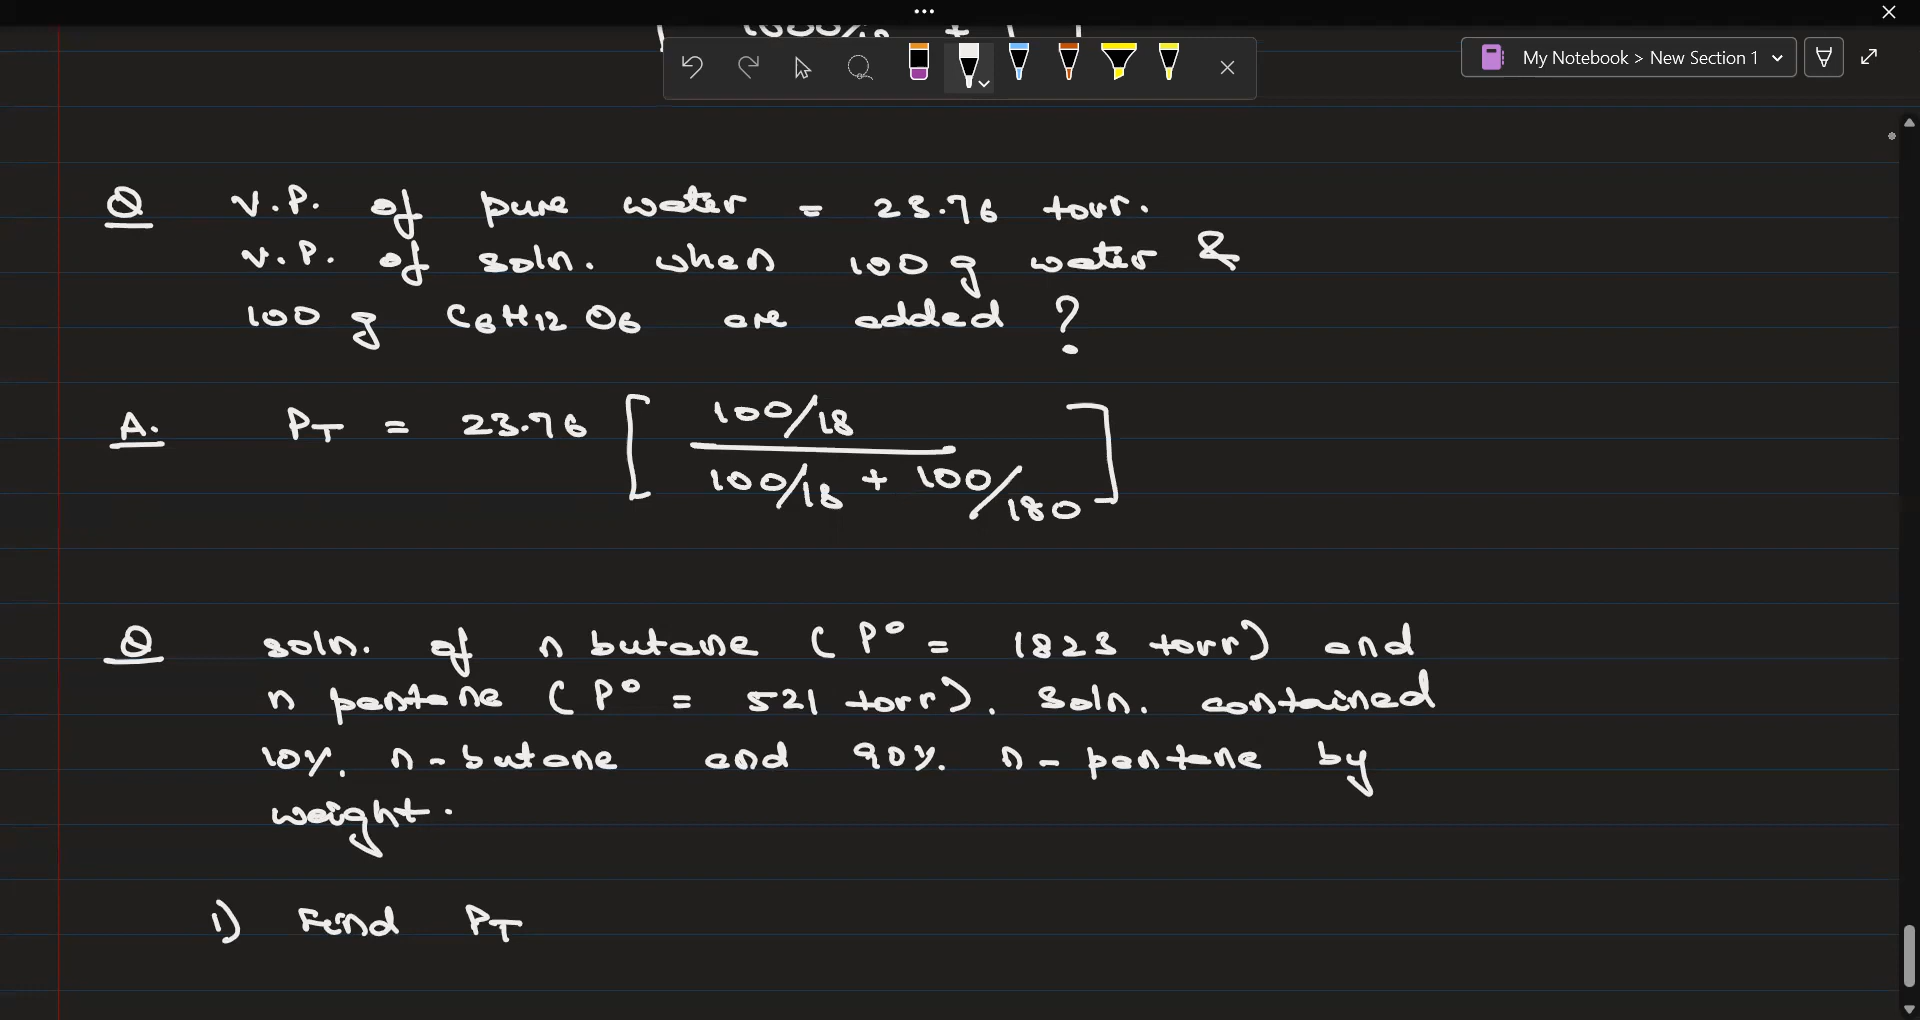 ...
My Notebook > New Section 1
Q V.P. of pure water = 23.76 torr.
V.P. of soln. when 100 g water &
100 g C6H12O6 are added ?
A. PT = 23.76 [ 100/18
100/18 + 100/180 ]
Q soln. of n butane ( P° = 1823 torr) and
n pentane ( P° = 521 torr). Soln. contained
10%. n-butane and 90%. n-pentane by
weight.
1) Find PT